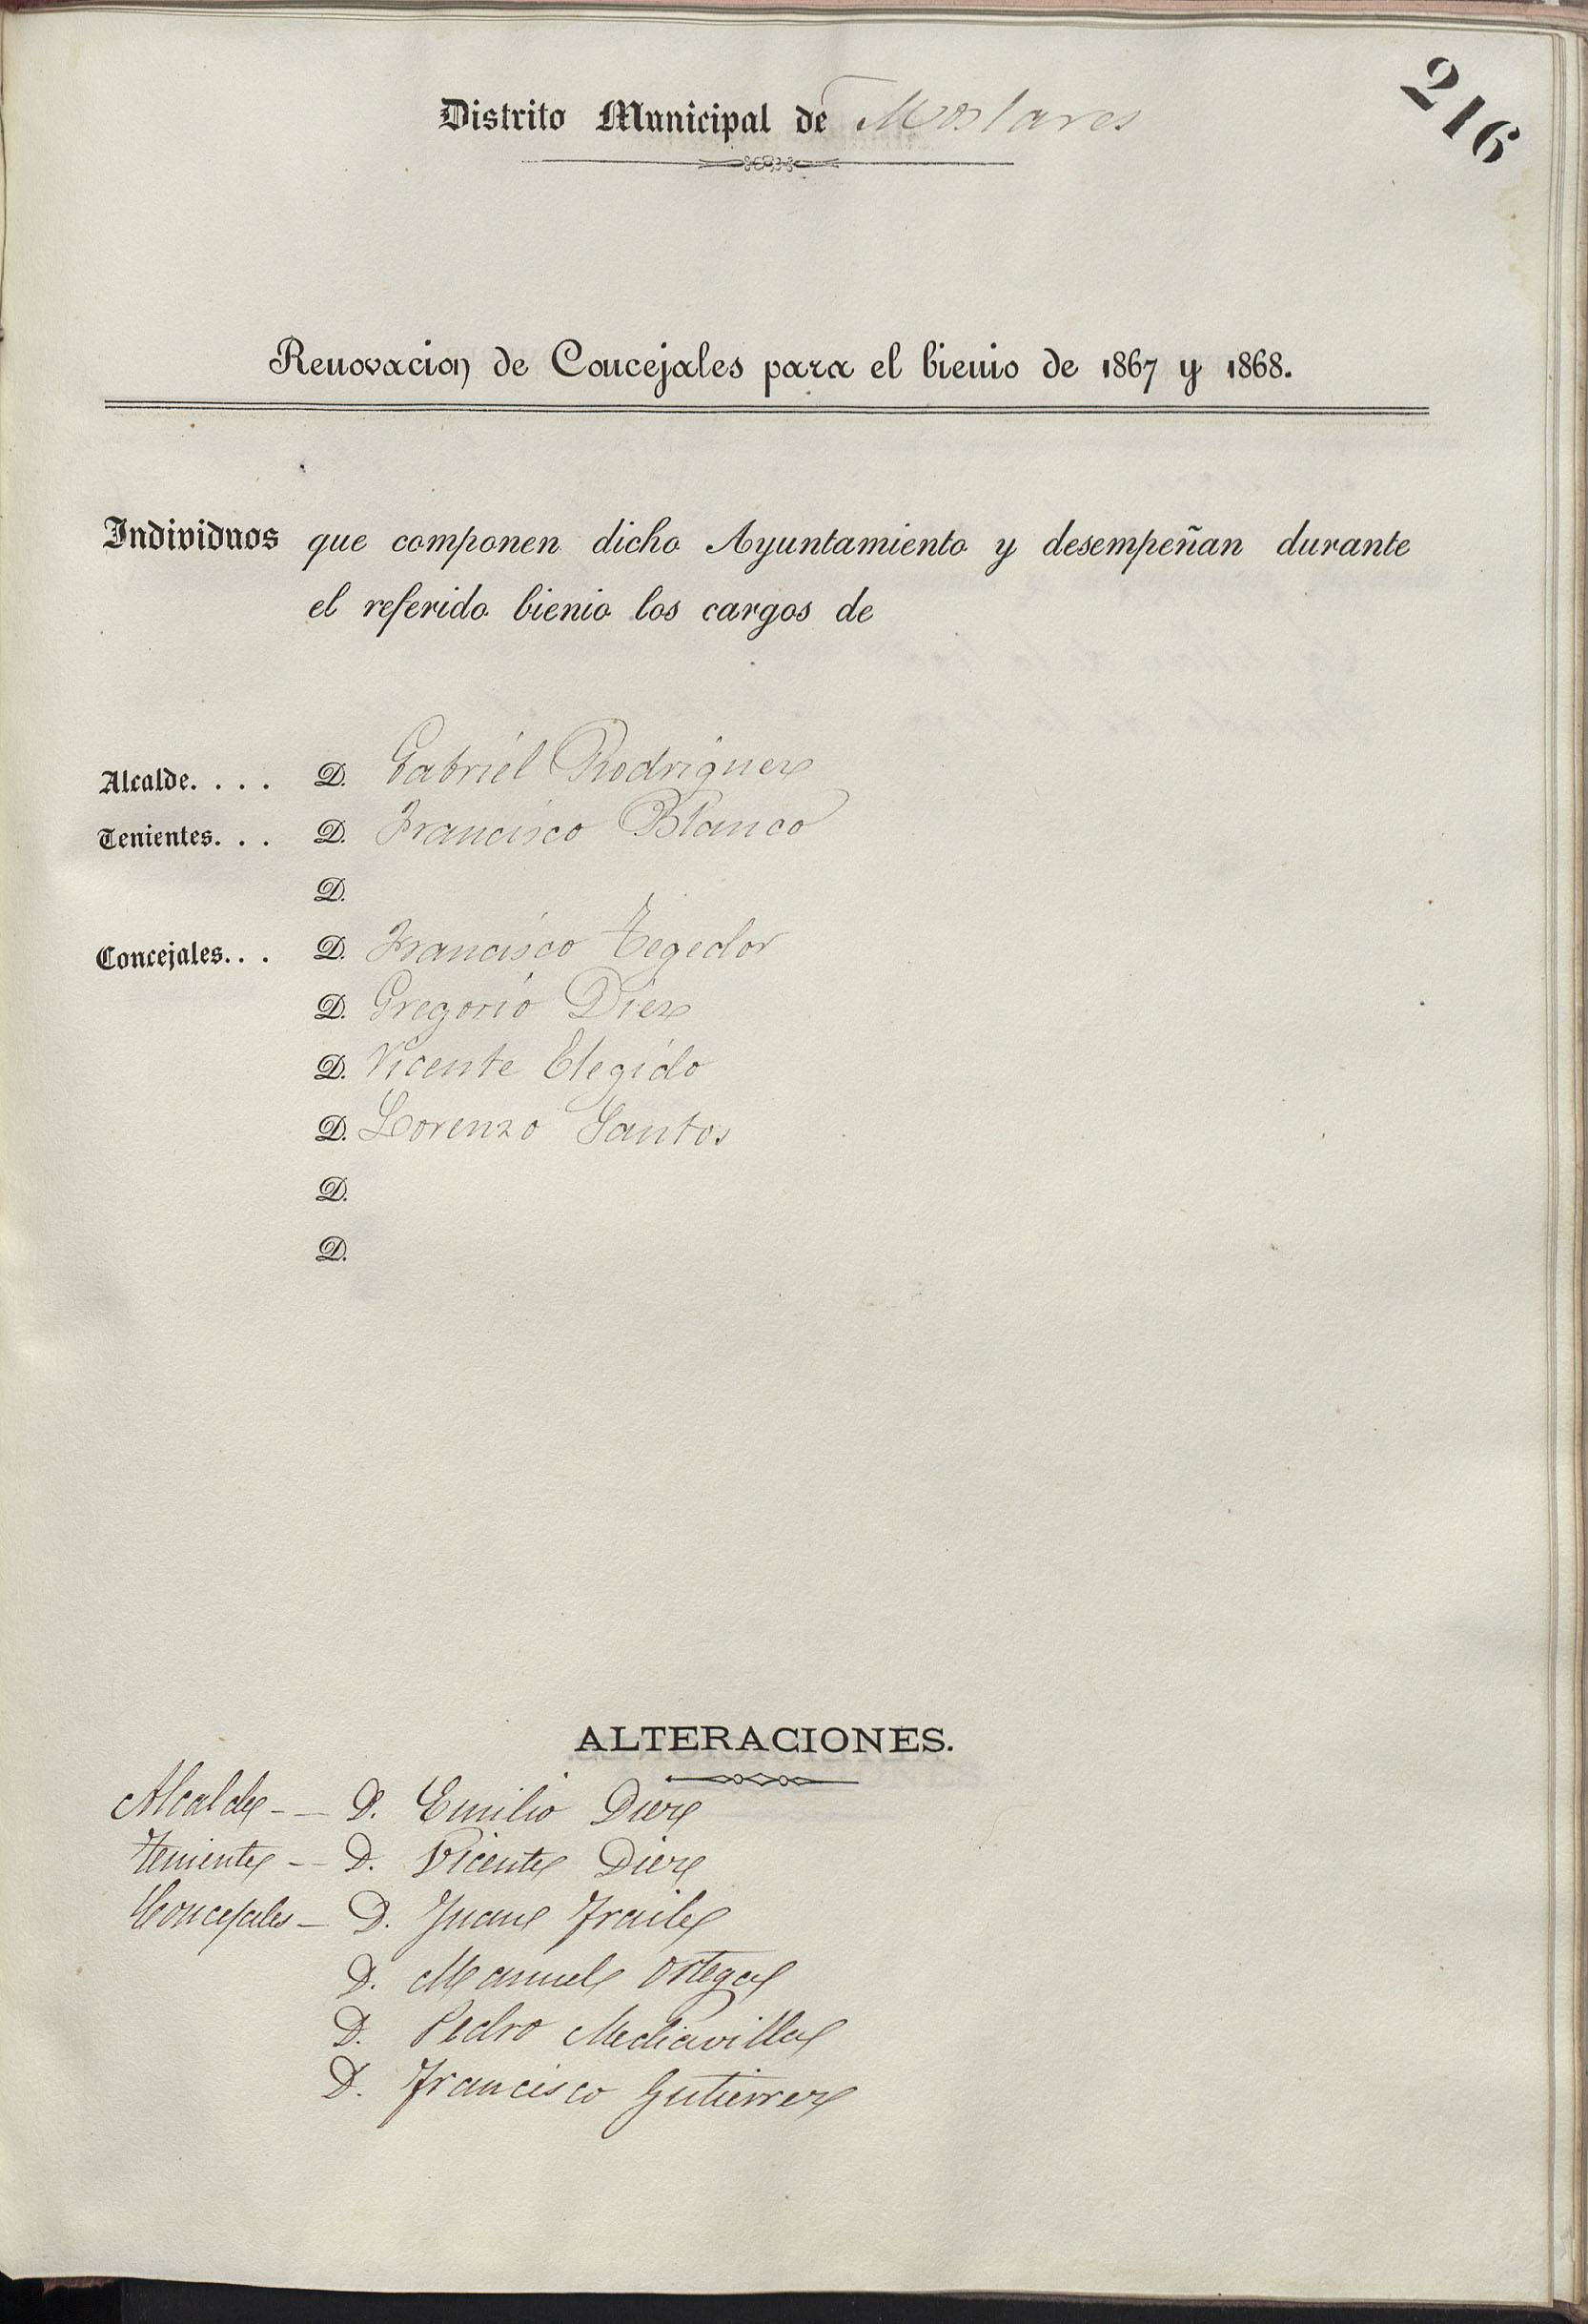 216
Distrito Municipal de Mostares
Renovacion de Concejales para el bienio de 1867 y 1868.
Individuos que componen dicho Ayuntamiento y desempeñan durante
el referido bienio los cargos de
Alcalde. . . . D. Gabriel Rodriguez
Tenientes. . . D. Francisco Blanco
D.
Concejales. . . D. Francisco Tegedor
D. Gregorio Diez
D. Vicente Elegido
D. Lorenzo Santos
D.
D.
ALTERACIONES.
Alcalde - - D. Emilio Diez
Teniente - - D. Vicente Diez
Concejales - D. Juan Fraile
D. Manuel Ortega
D. Pedro Mediavilla
D. Francisco Gutierrez